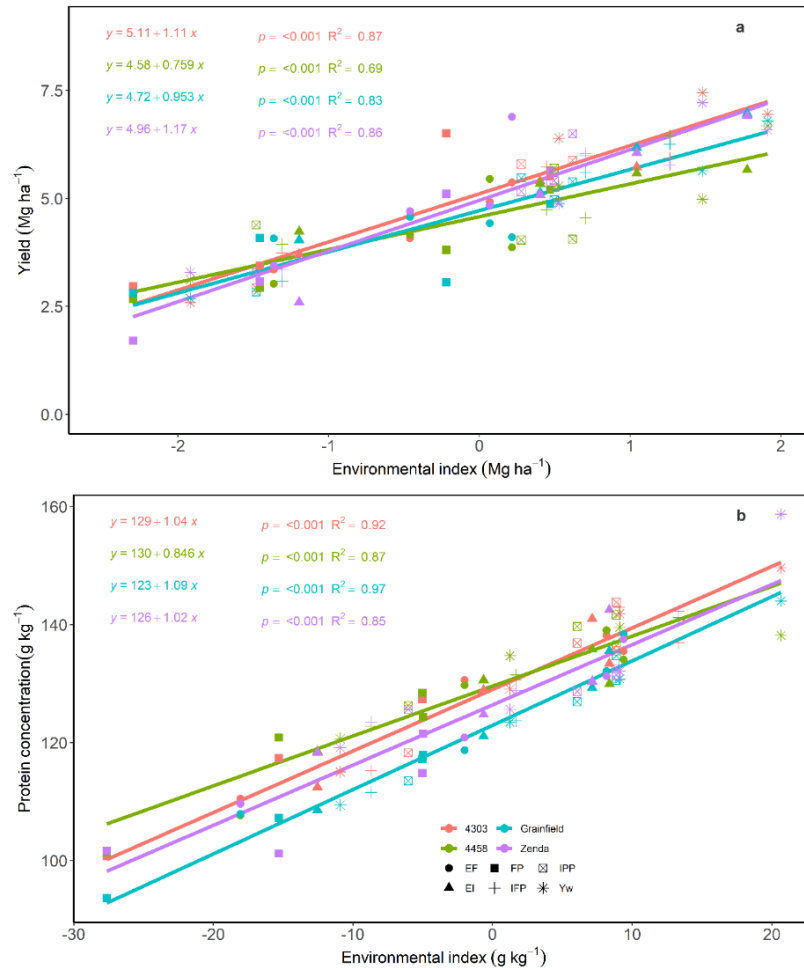 a
y = 5.11 + 1.11 x p = <0.001 R² = 0.87
y = 4.58 + 0.759 x p = <0.001 R² = 0.69
y = 4.72 + 0.953 x p = <0.001 R² = 0.83
y = 4.96 + 1.17 x p = <0.001 R² = 0.86
7.5
5.0
2.5
0.0
Yield (Mg ha⁻¹)
-2 -1 0 1 2
Environmental index (Mg ha⁻¹)
b
y = 129 + 1.04 x p = <0.001 R² = 0.92
y = 130 + 0.846 x p = <0.001 R² = 0.87
y = 123 + 1.09 x p = <0.001 R² = 0.97
y = 126 + 1.02 x p = <0.001 R² = 0.85
160
140
120
100
Protein concentration(g kg⁻¹)
4303 Grainfield
4458 Zenda
EF FP IPP
EI IFP Yw
-30 -20 -10 0 10 20
Environmental index (g kg⁻¹)